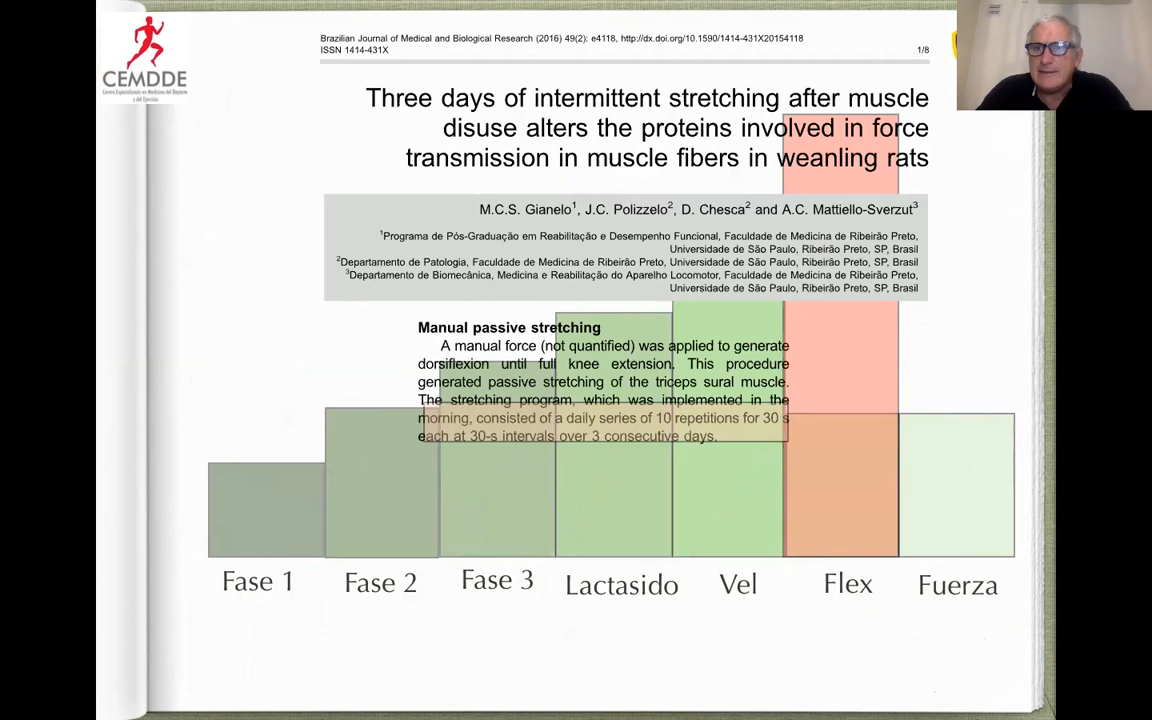 CEMDDE
Centro Especializado en Medicina del Deporte
y del Ejercicio
Brazilian Journal of Medical and Biological Research (2016) 49(2): e4118, http://dx.doi.org/10.1590/1414-431X20154118
ISSN 1414-431X
1/8
Three days of intermittent stretching after muscle
disuse alters the proteins involved in force
transmission in muscle fibers in weanling rats
M.C.S. Gianelo1, J.C. Polizzelo2, D. Chesca2 and A.C. Mattiello-Sverzut3
1Programa de Pós-Graduação em Reabilitação e Desempenho Funcional, Faculdade de Medicina de Ribeirão Preto,
Universidade de São Paulo, Ribeirão Preto, SP, Brasil
2Departamento de Patologia, Faculdade de Medicina de Ribeirão Preto, Universidade de São Paulo, Ribeirão Preto, SP, Brasil
3Departamento de Biomecânica, Medicina e Reabilitação do Aparelho Locomotor, Faculdade de Medicina de Ribeirão Preto,
Universidade de São Paulo, Ribeirão Preto, SP, Brasil
Manual passive stretching
A manual force (not quantified) was applied to generate
dorsiflexion until full knee extension. This procedure
generated passive stretching of the triceps sural muscle.
The stretching program, which was implemented in the
morning, consisted of a daily series of 10 repetitions for 30 s
each at 30-s intervals over 3 consecutive days.
Fase 1
Fase 2
Fase 3
Lactasido
Vel
Flex
Fuerza